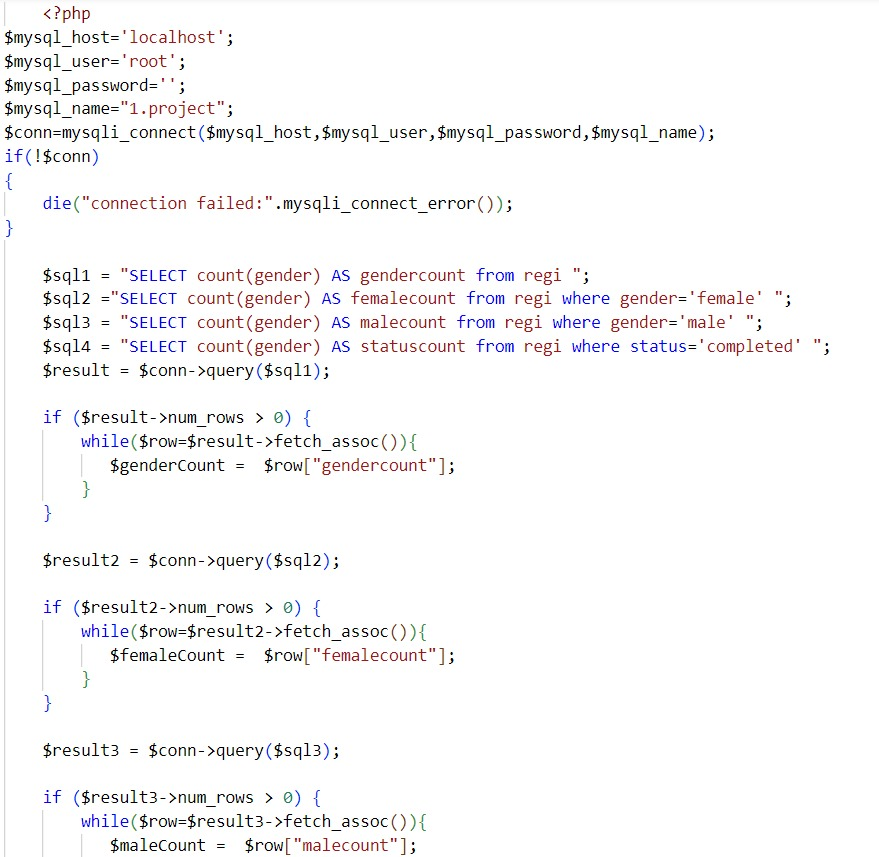 <?php
$mysql_host='localhost';
$mysql_user='root';
$mysql_password='';
$mysql_name="1.project";
$conn=mysqli_connect($mysql_host,$mysql_user,$mysql_password,$mysql_name);
if(!$conn)
{
    die("connection failed:".mysqli_connect_error());
}
    $sql1 = "SELECT count(gender) AS gendercount from regi ";
    $sql2 ="SELECT count(gender) AS femalecount from regi where gender='female' ";
    $sql3 = "SELECT count(gender) AS malecount from regi where gender='male' ";
    $sql4 = "SELECT count(gender) AS statuscount from regi where status='completed' ";
    $result = $conn->query($sql1);
    if ($result->num_rows > 0) {
        while($row=$result->fetch_assoc()){
           $genderCount =  $row["gendercount"];
        }
    }
    $result2 = $conn->query($sql2);
    if ($result2->num_rows > 0) {
        while($row=$result2->fetch_assoc()){
           $femaleCount =  $row["femalecount"];
        }
    }
    $result3 = $conn->query($sql3);
    if ($result3->num_rows > 0) {
        while($row=$result3->fetch_assoc()){
           $maleCount =  $row["malecount"];